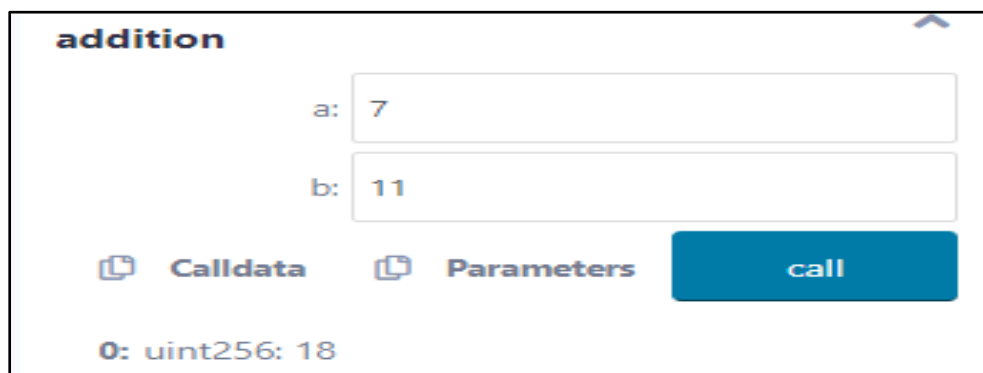 addition
a: 7
b: 11
Calldata Parameters call
0: uint256: 18